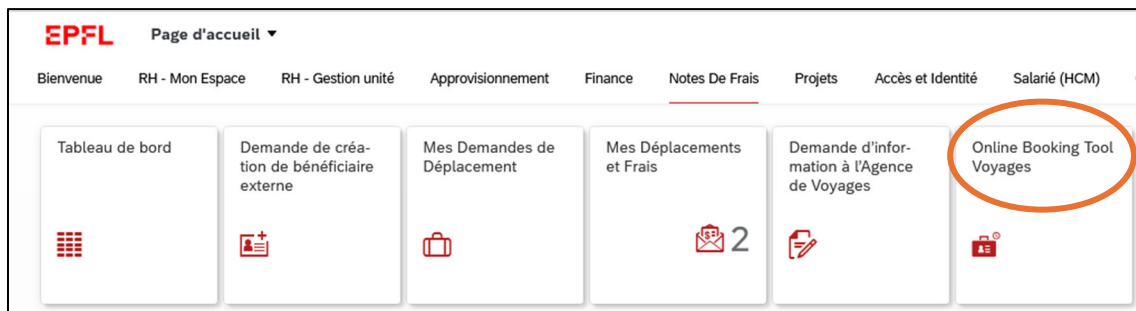 EPFL Page d'accueil
Bienvenue RH - Mon Espace RH - Gestion unité Approvisionnement Finance Notes De Frais Projets Accès et Identité Salarié (HCM)
Tableau de bord
Demande de créa-
tion de bénéficiaire
externe
Mes Demandes de
Déplacement
Mes Déplacements
et Frais
2
Demande d'infor-
mation à l'Agence
de Voyages
Online Booking Tool
Voyages